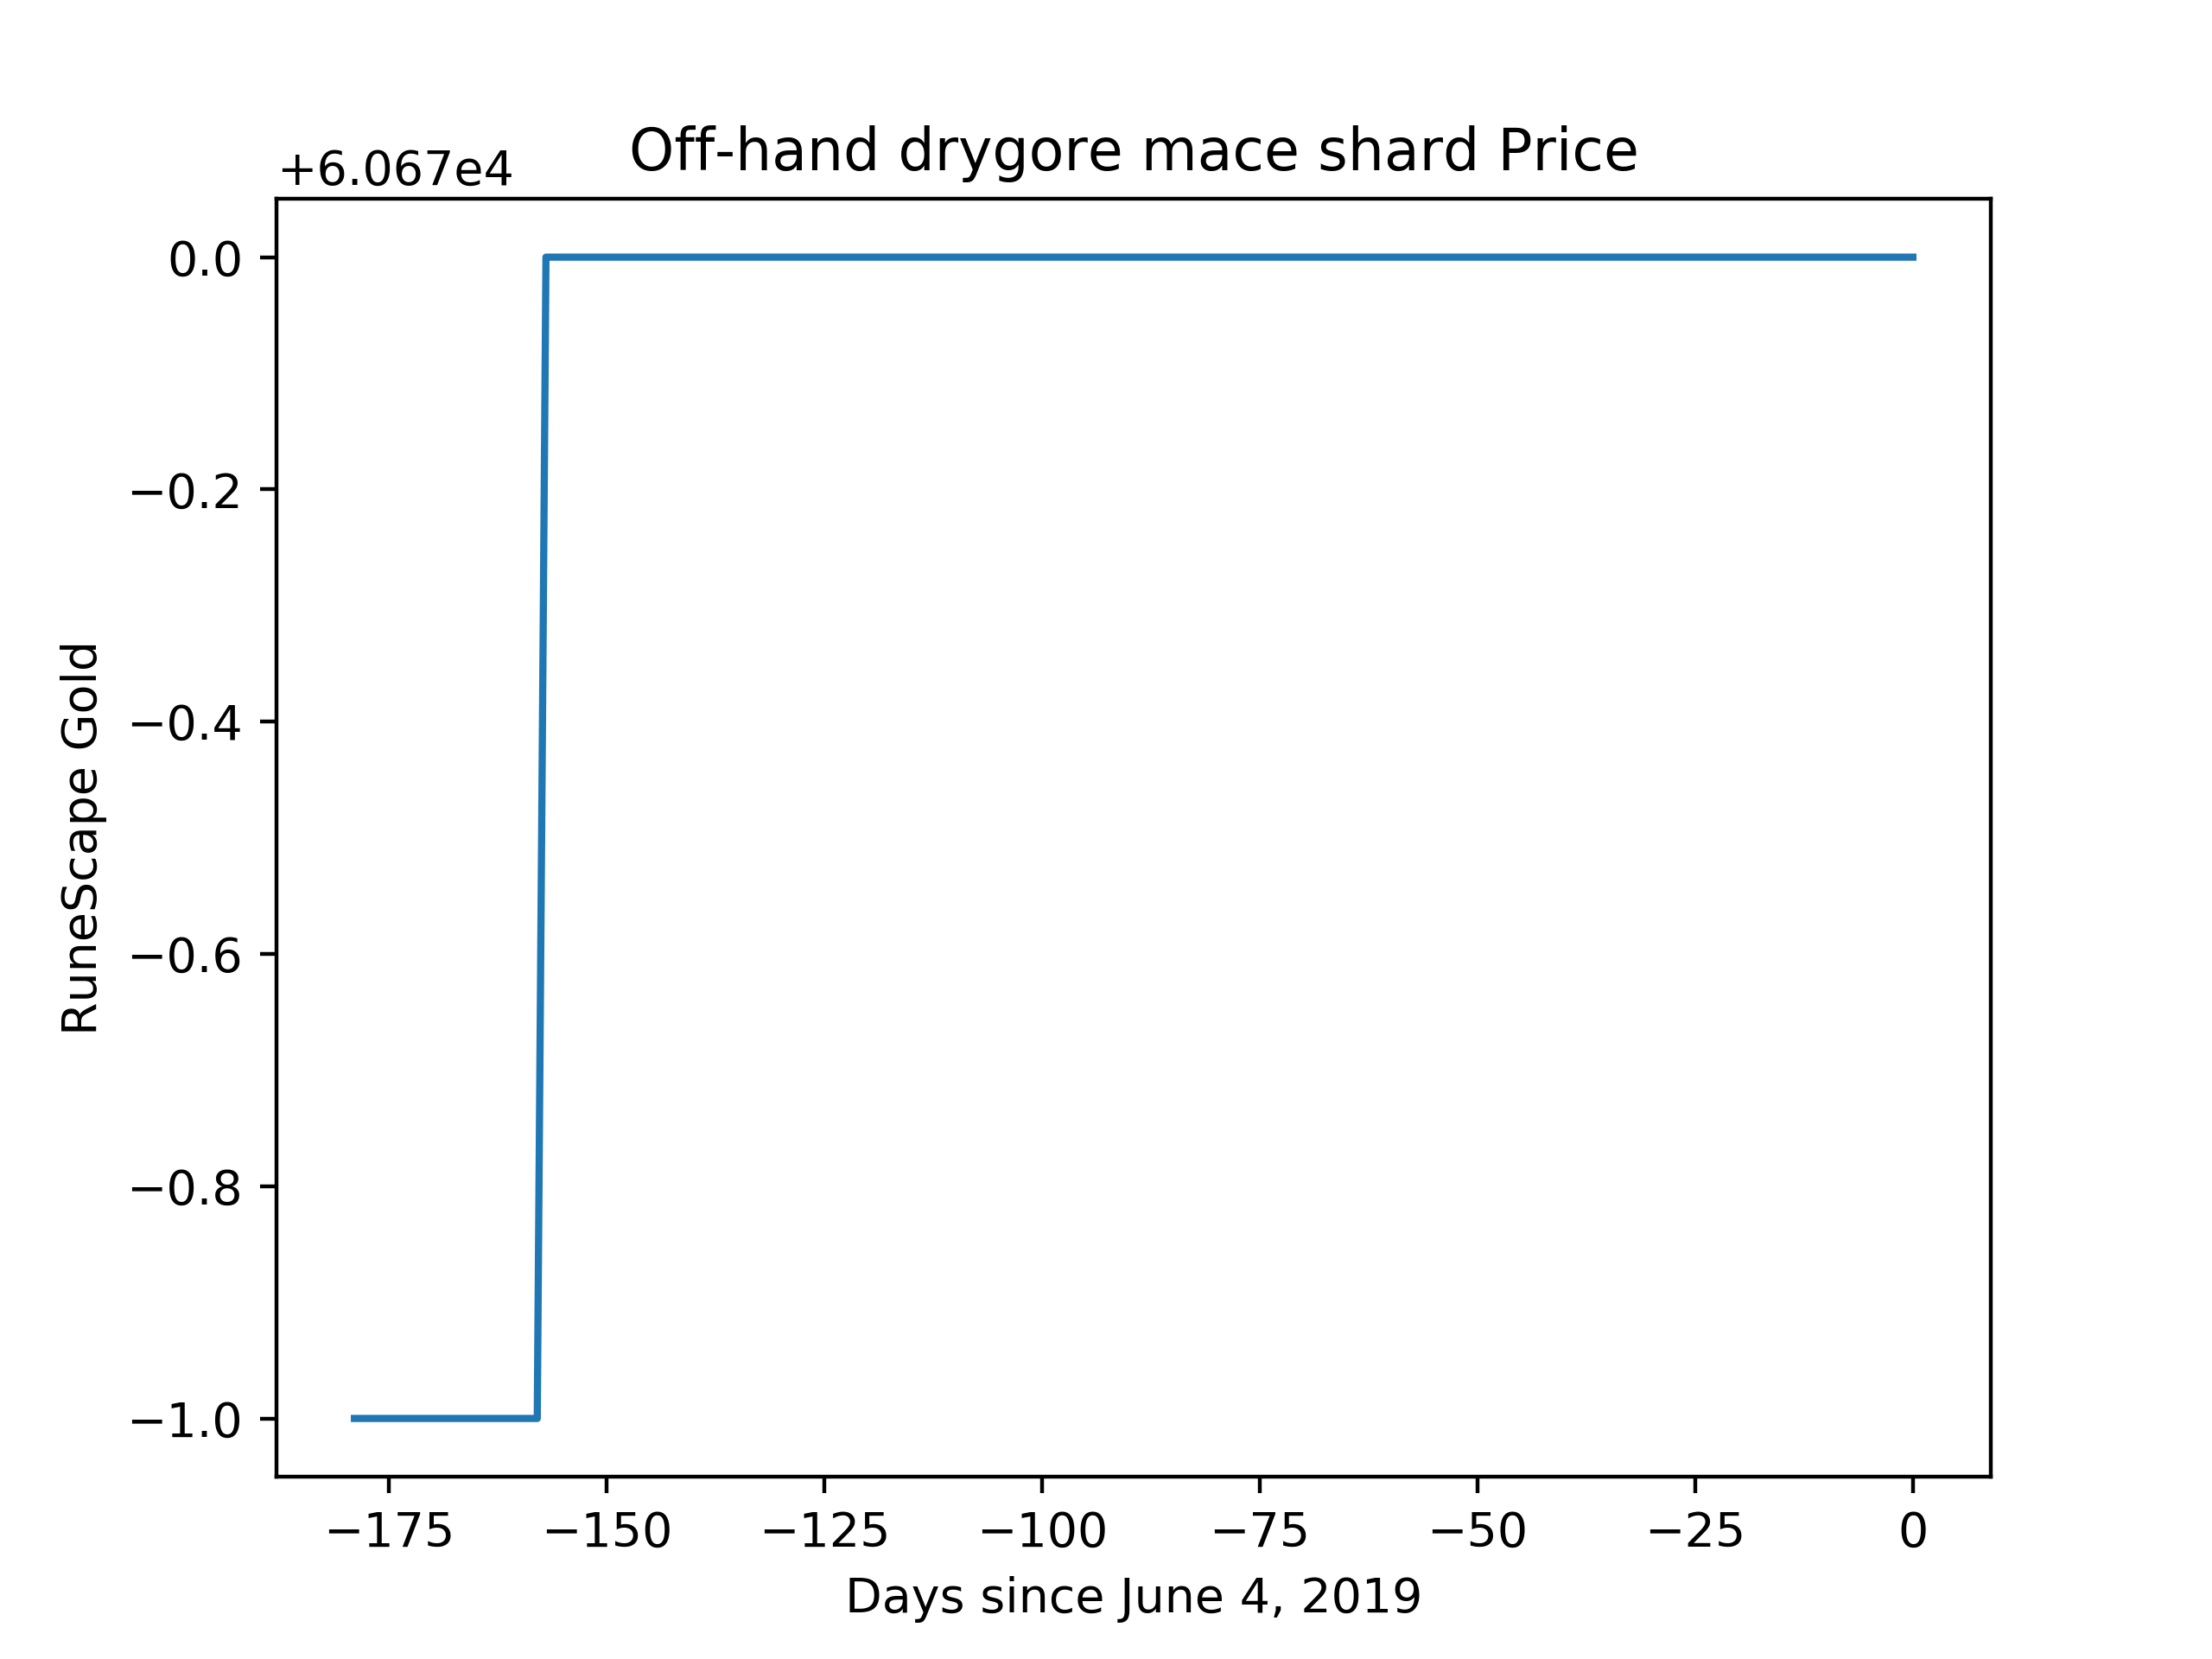 Off-hand drygore mace shard Price
+6.067e4
0.0
−0.2
−0.4
−0.6
−0.8
−1.0
RuneScape Gold
−175 −150 −125 −100 −75 −50 −25 0
Days since June 4, 2019